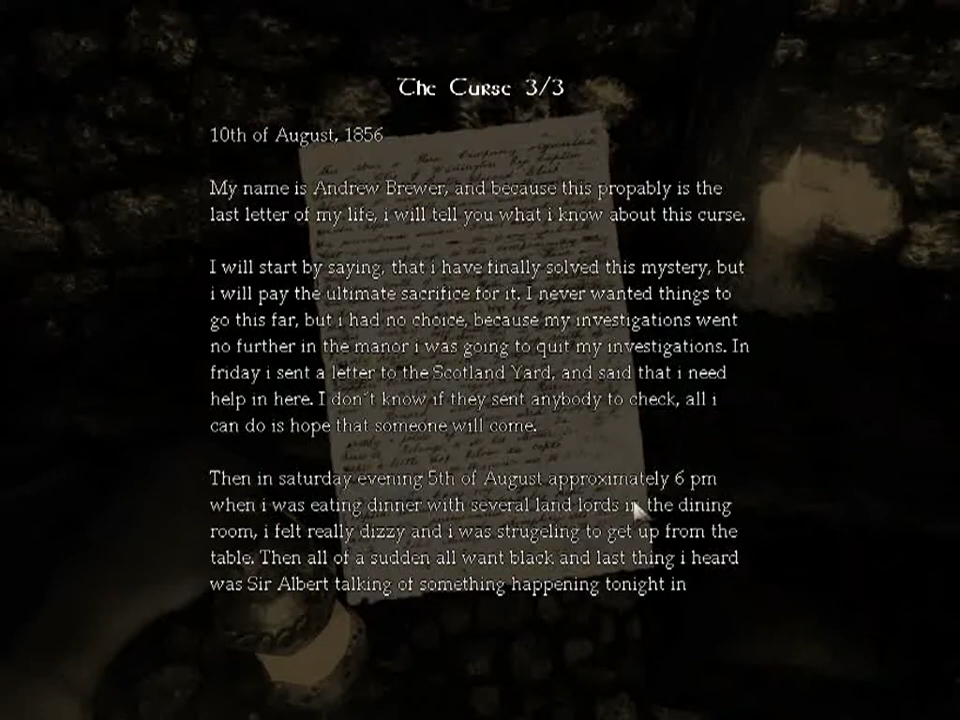 The Curse 3/3
10th of August, 1856
My name is Andrew Brewer, and because this propably is the
last letter of my life, i will tell you what i know about this curse.
I will start by saying, that i have finally solved this mystery, but
i will pay the ultimate sacrifice for it. I never wanted things to
go this far, but i had no choice, because my investigations went
no further in the manor i was going to quit my investigations. In
friday i sent a letter to the Scotland Yard, and said that i need
help in here. I don't know if they sent anybody to check, all i
can do is hope that someone will come.
Then in saturday evening 5th of August approximately 6 pm
when i was eating dinner with several land lords in the dining
room, i felt really dizzy and i was strugeling to get up from the
table. Then all of a sudden all want black and last thing i heard
was Sir Albert talking of something happening tonight in